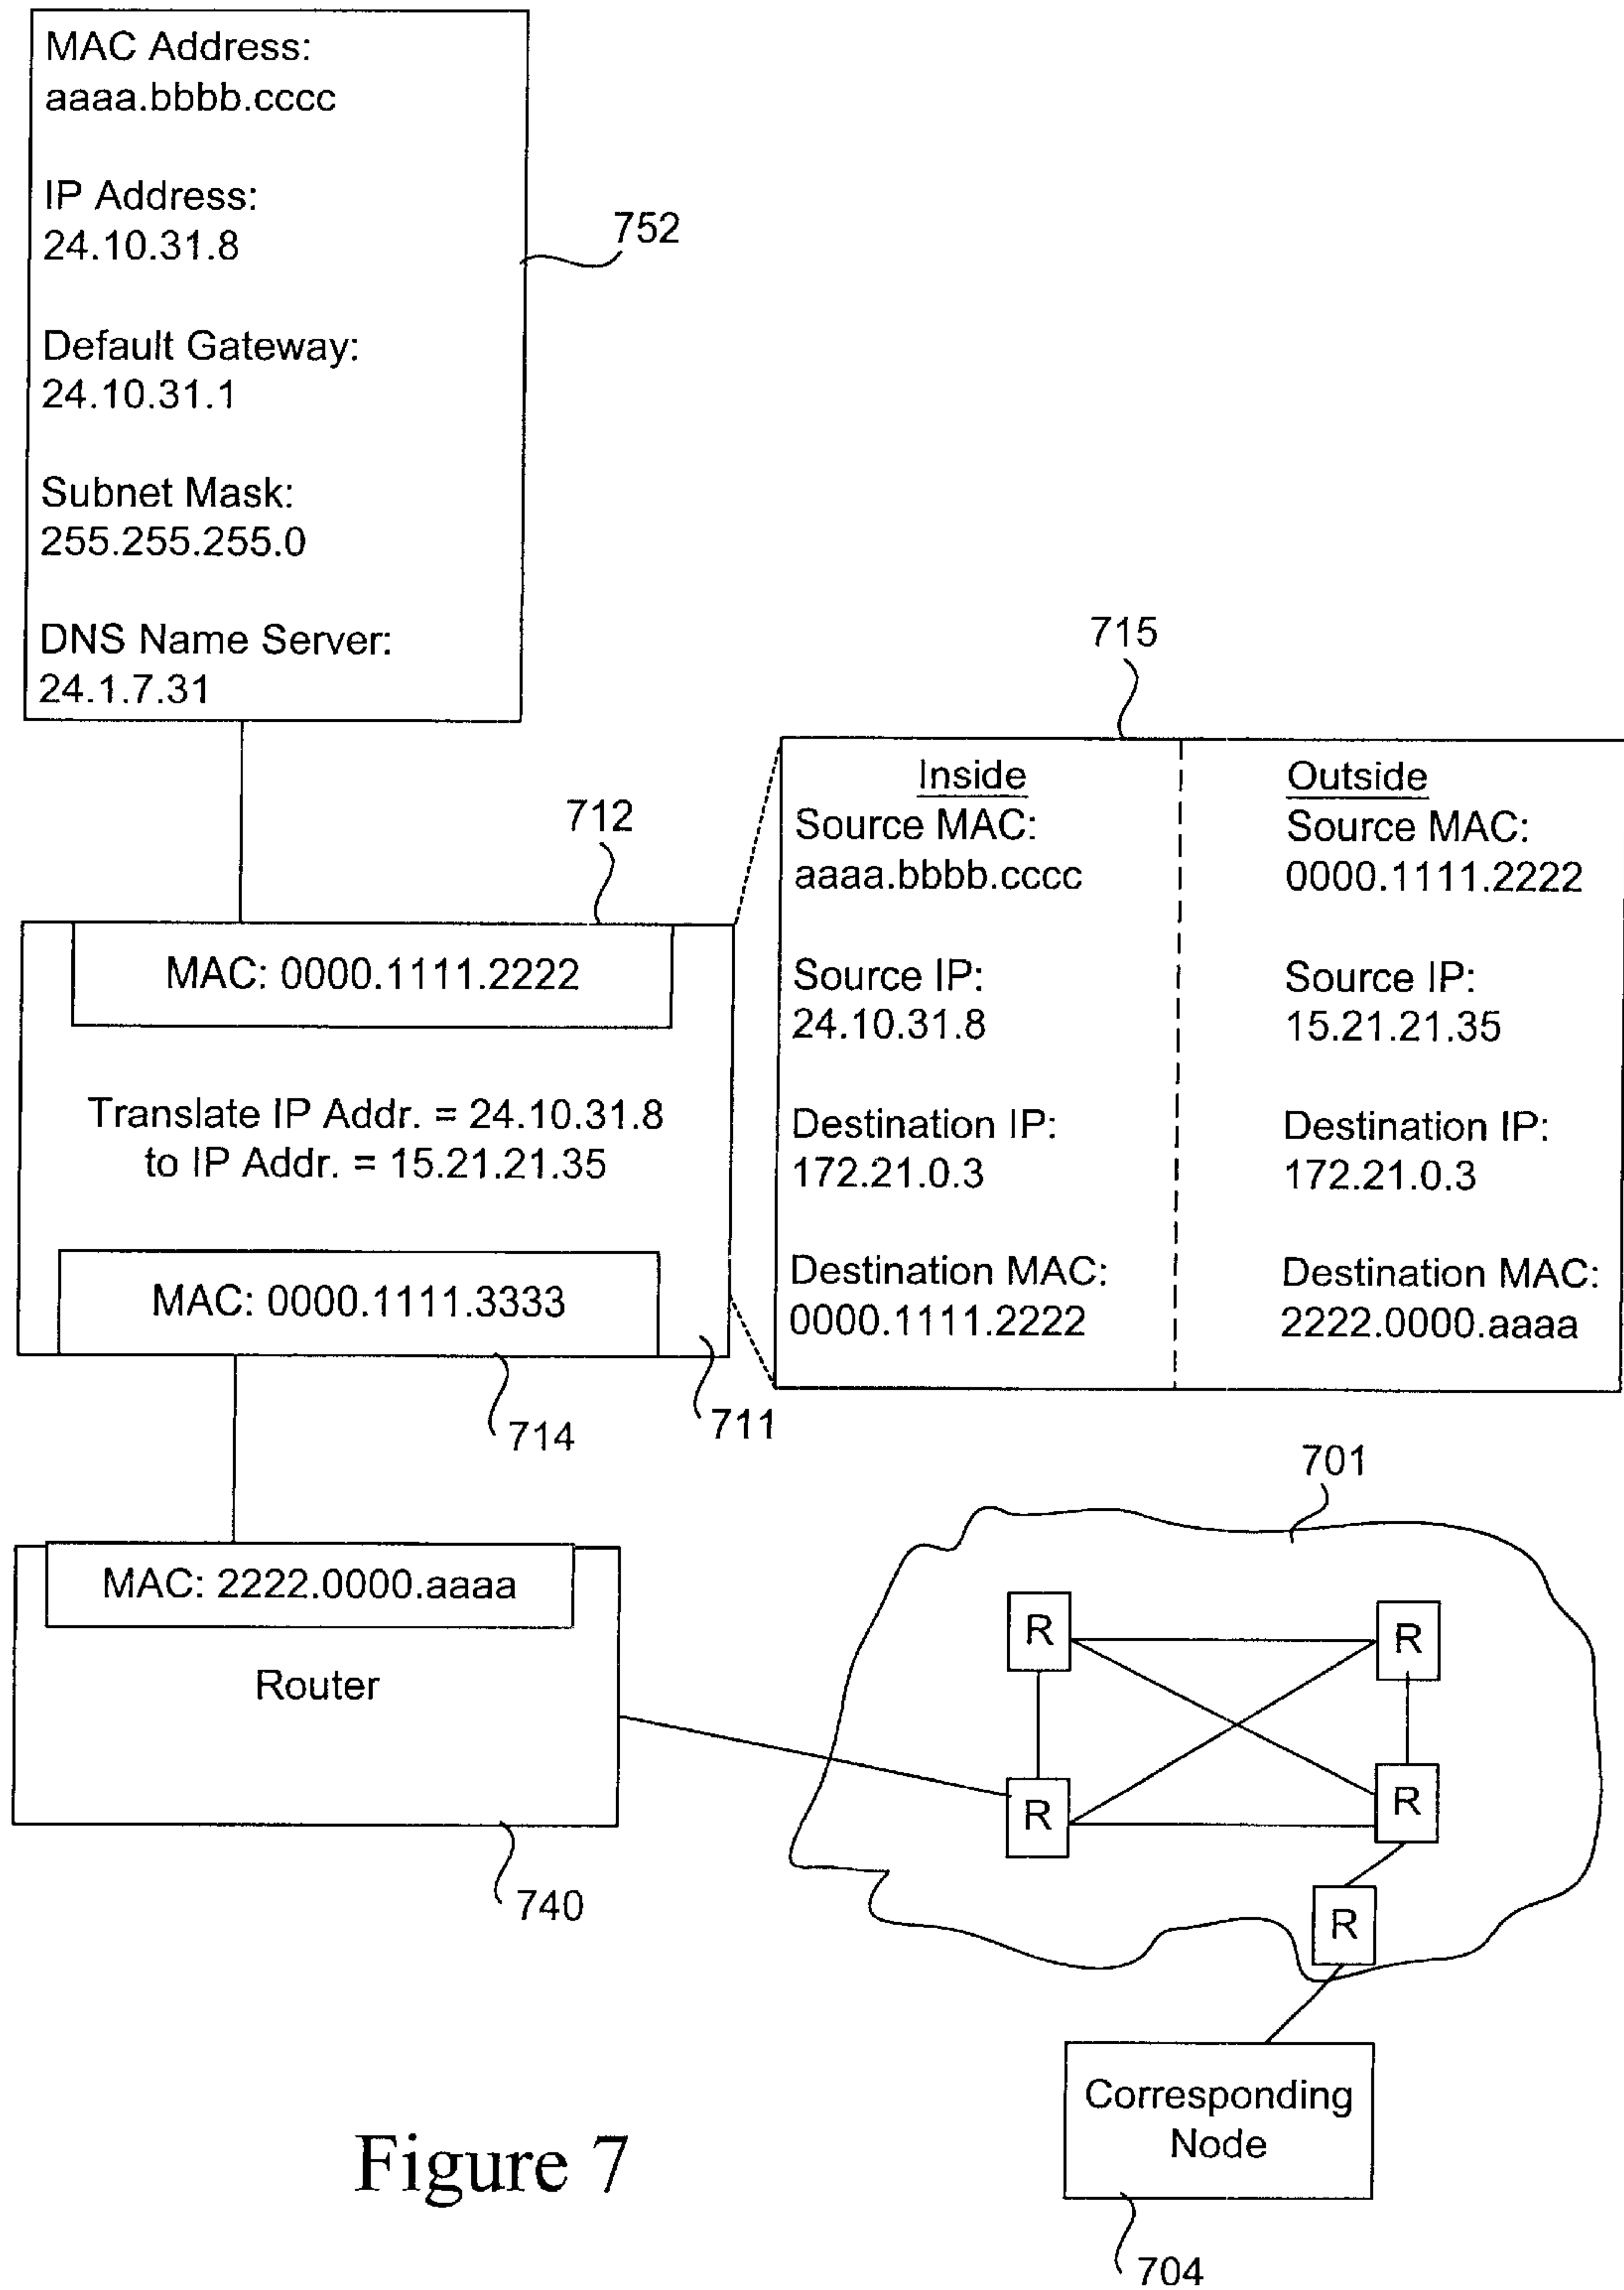 MAC Address:
aaaa.bbbb.cccc
IP Address:
24.10.31.8
Default Gateway:
24.10.31.1
Subnet Mask:
255.255.255.0
DNS Name Server:
24.1.7.31
752
715
712
MAC: 0000.1111.2222
Translate IP Addr. = 24.10.31.8
to IP Addr. = 15.21.21.35
MAC: 0000.1111.3333
714
711
Inside
Source MAC:
aaaa.bbbb.cccc
Source IP:
24.10.31.8
Destination IP:
172.21.0.3
Destination MAC:
0000.1111.2222
Outside
Source MAC:
0000.1111.2222
Source IP:
15.21.21.35
Destination IP:
172.21.0.3
Destination MAC:
2222.0000.aaaa
MAC: 2222.0000.aaaa
Router
740
701
R
R
R
R
R
Corresponding
Node
704
Figure 7